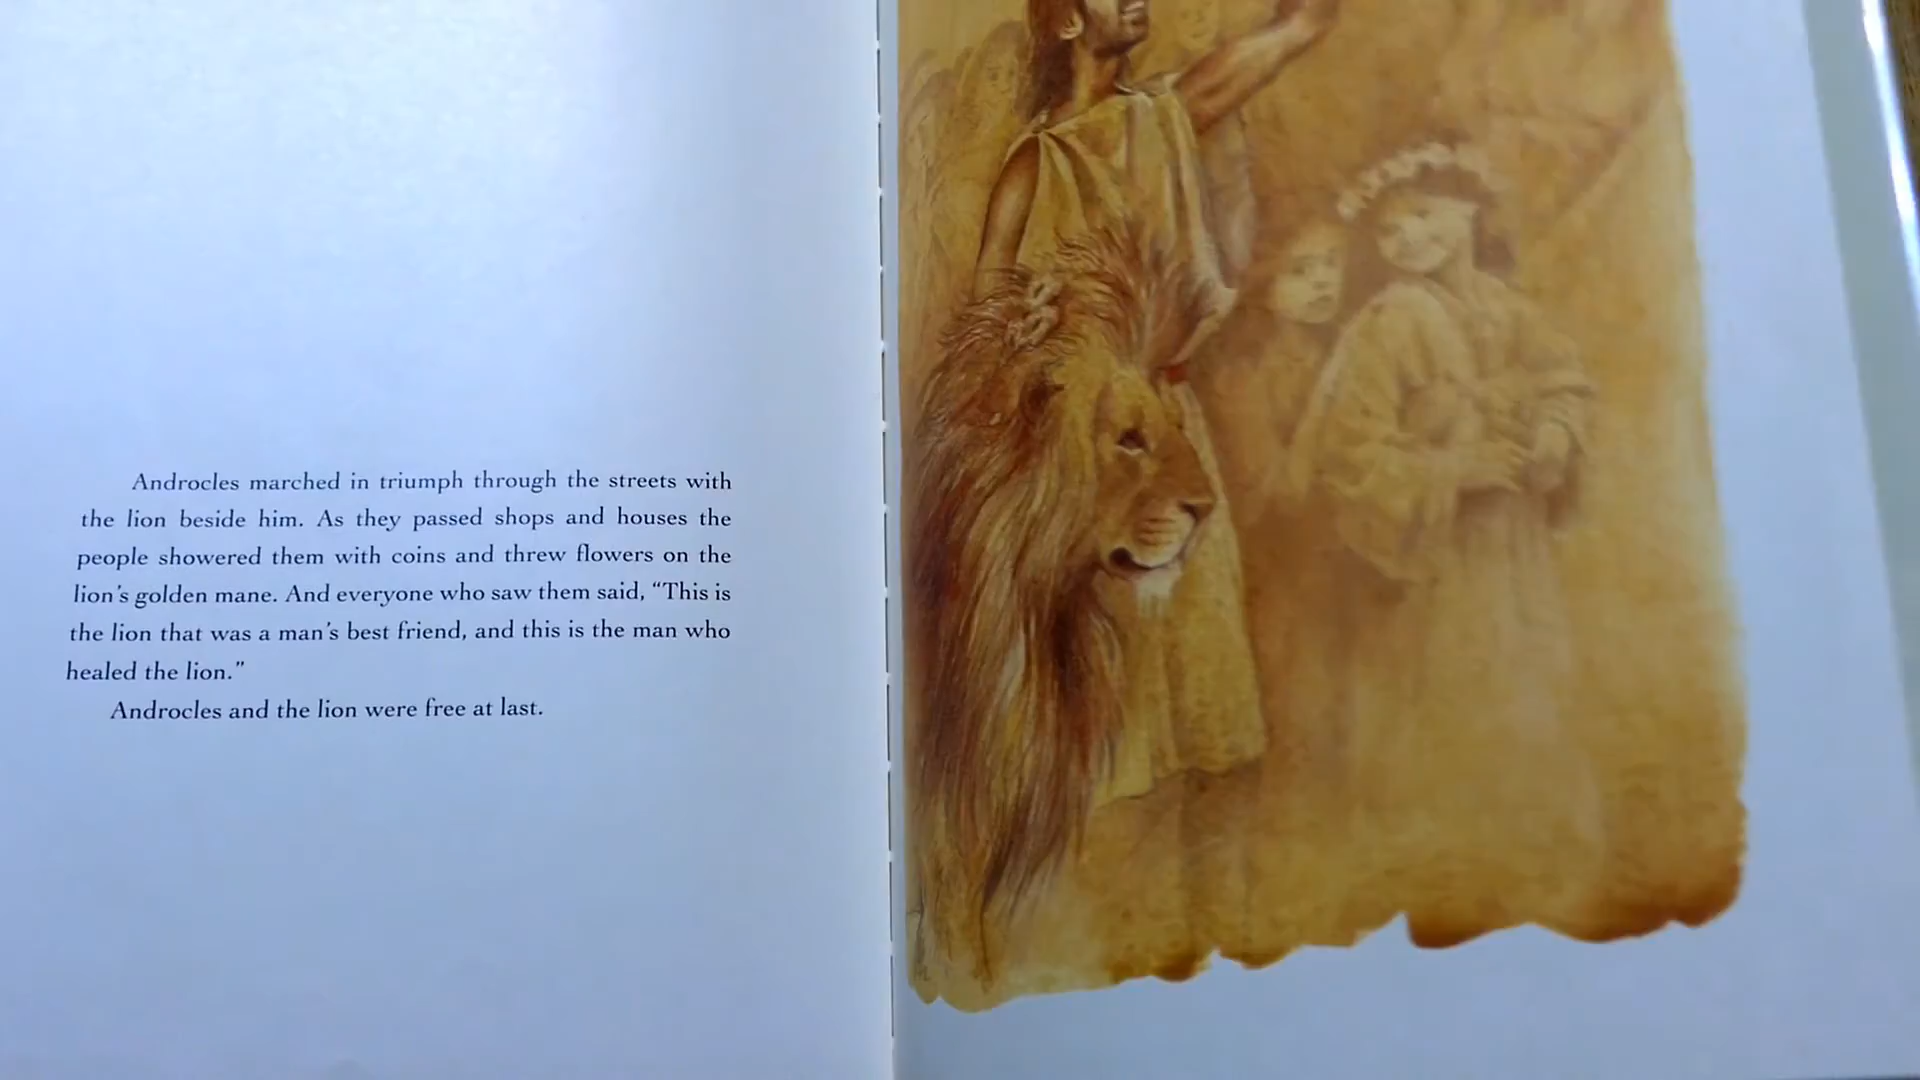 Androcles marched in triumph through the streets with
the lion beside him. As they passed shops and houses the
people showered them with coins and threw flowers on the
lion’s golden mane. And everyone who saw them said, “This is
the lion that was a man’s best friend, and this is the man who
healed the lion.”
Androcles and the lion were free at last.